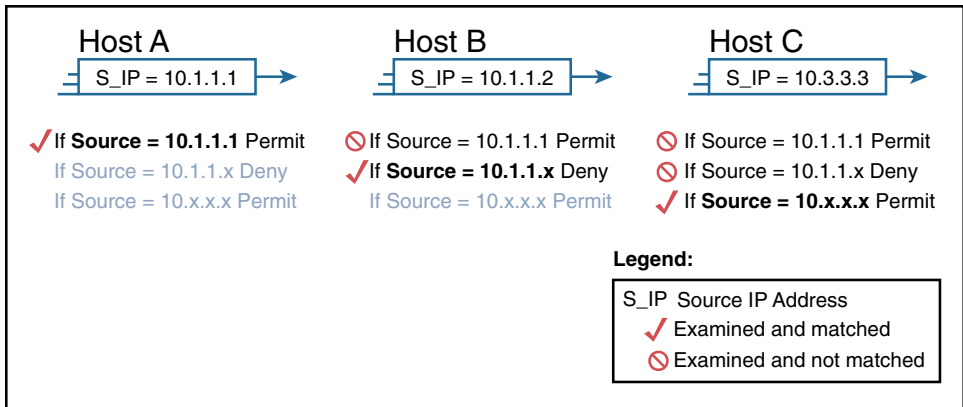 Host A
S_IP = 10.1.1.1
If Source = 10.1.1.1 Permit
If Source = 10.1.1.x Deny
If Source = 10.x.x.x Permit
Host B
S_IP = 10.1.1.2
If Source = 10.1.1.1 Permit
If Source = 10.1.1.x Deny
If Source = 10.x.x.x Permit
Host C
S_IP = 10.3.3.3
If Source = 10.1.1.1 Permit
If Source = 10.1.1.x Deny
If Source = 10.x.x.x Permit
Legend:
S_IP Source IP Address
Examined and matched
Examined and not matched